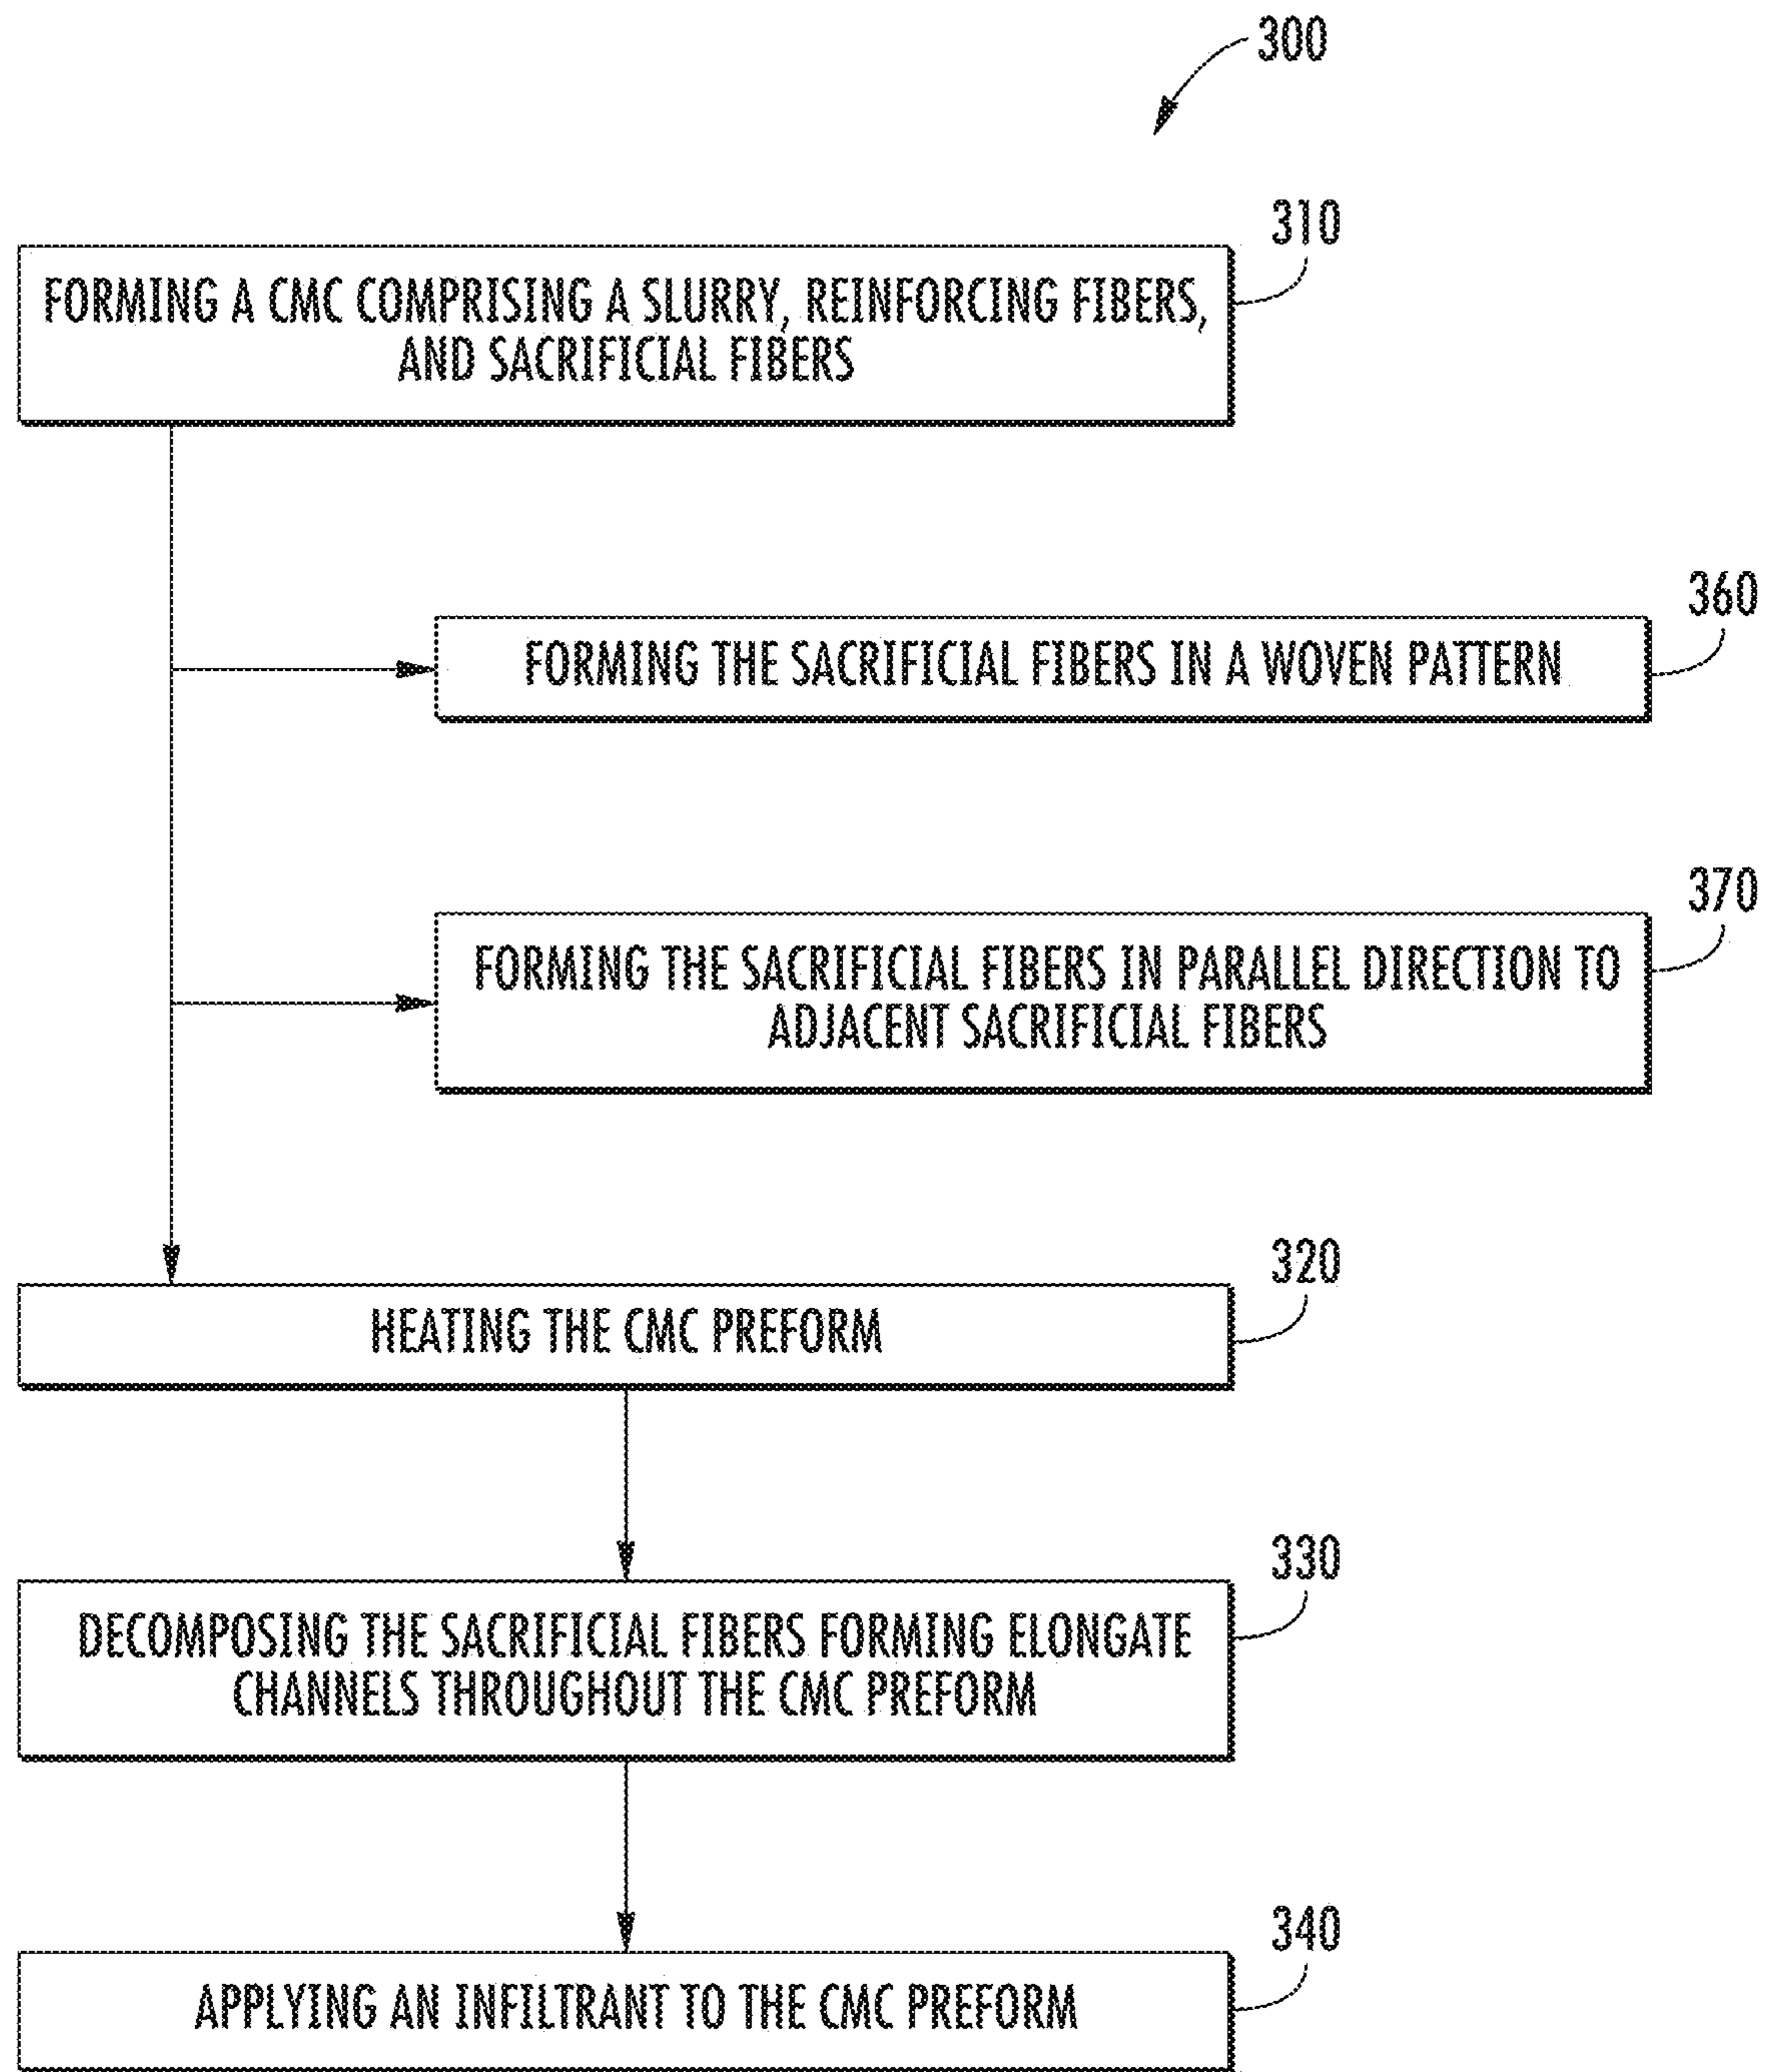 300
310
FORMING A CMC COMPRISING A SLURRY, REINFORCING FIBERS,
AND SACRIFICIAL FIBERS
360
FORMING THE SACRIFICIAL FIBERS IN A WOVEN PATTERN
370
FORMING THE SACRIFICIAL FIBERS IN PARALLEL DIRECTION TO
ADJACENT SACRIFICIAL FIBERS
320
HEATING THE CMC PREFORM
330
DECOMPOSING THE SACRIFICIAL FIBERS FORMING ELONGATE
CHANNELS THROUGHOUT THE CMC PREFORM
340
APPLYING AN INFILTRANT TO THE CMC PREFORM